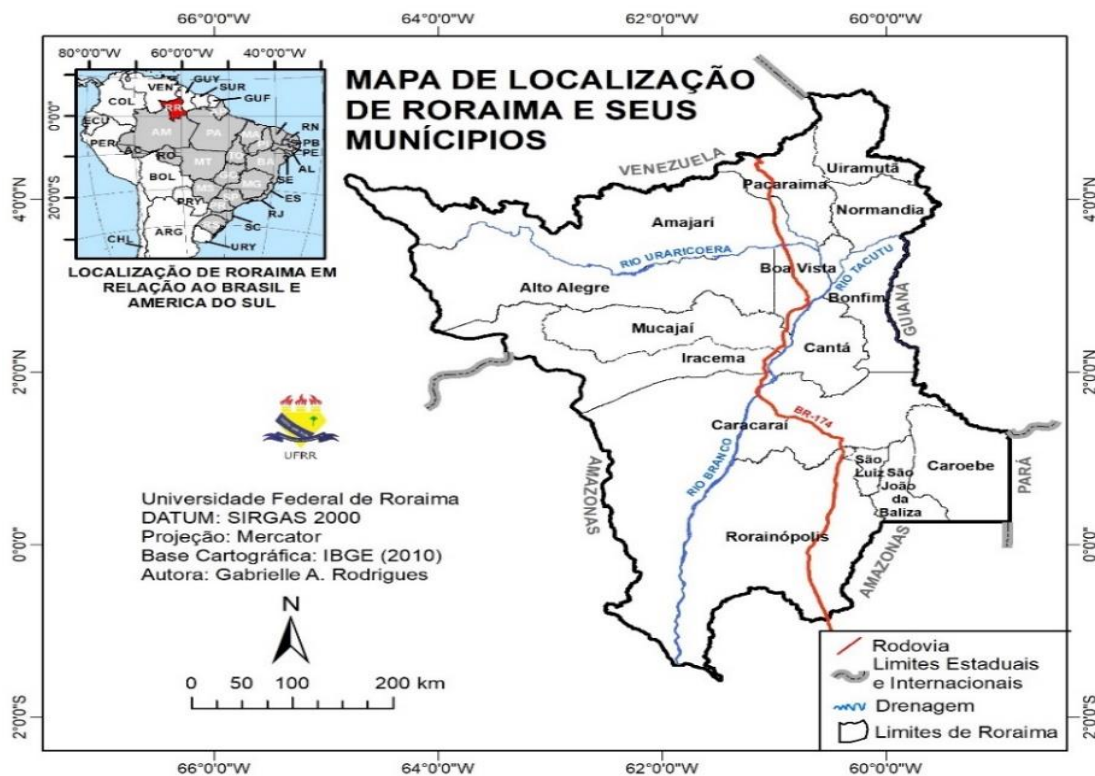 66°0'0"W 64°0'0"W 62°0'0"W 60°0'0"W
80°0'0"W 60°0'0"W 40°0'0"W
0°0'0"
20°0'0"S
VEN
GUY
SUR
GUF
COL
RR
ECU
AM
PA
MA
RN
PB
PE
PER
AC
RO
MT
TO
BA
AL
SE
BOL
GO
MG
ES
MS
PRY
RJ
SC
CHL
ARG
URY
LOCALIZAÇÃO DE RORAIMA EM
RELAÇÃO AO BRASIL E
AMERICA DO SUL
MAPA DE LOCALIZAÇÃO
DE RORAIMA E SEUS
MUNÍCIPIOS
VENEZUELA
Uiramutã
Pacaraima
Normandia
Amajarí
RIO URARICOERA
Boa Vista
RIO TACUTU
Alto Alegre
Bonfim
GUIANA
Mucajaí
Cantá
Iracema
BR-174
Caracaraí
RIO BRANCO
São
Luiz
São
João
da
Baliza
Caroebe
PARÁ
AMAZONAS
Rorainópolis
AMAZONAS
4°0'0"N
2°0'0"N
0°0'0"
2°0'0"S
4°0'0"N
2°0'0"N
0°0'0"
2°0'0"S
UFRR
Universidade Federal de Roraima
DATUM: SIRGAS 2000
Projeção: Mercator
Base Cartográfica: IBGE (2010)
Autora: Gabrielle A. Rodrigues
N
0 50 100 200 km
Rodovia
Limites Estaduais
e Internacionais
Drenagem
Limites de Roraima
66°0'0"W 64°0'0"W 62°0'0"W 60°0'0"W